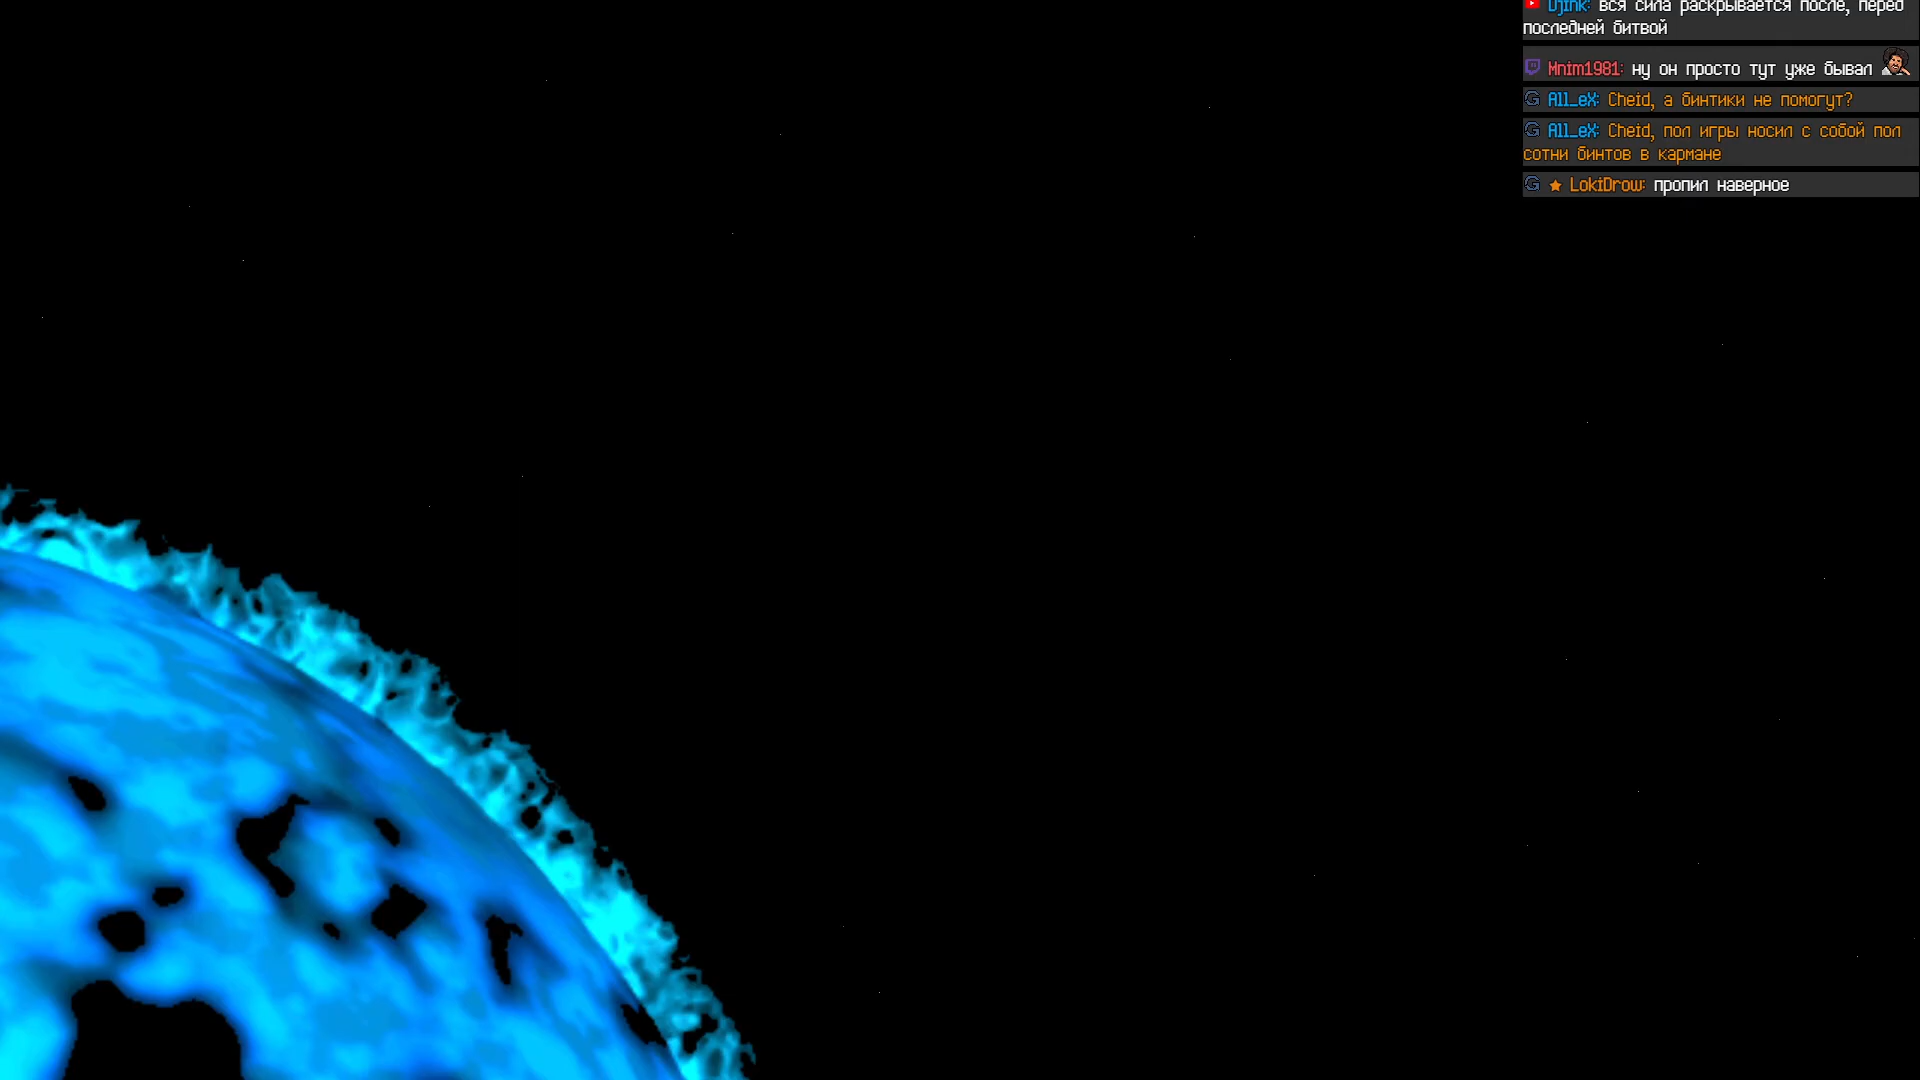 Djink: вся сила раскрывается после, перед
последней битвой
Mnim1981: ну он просто тут уже бывал
All_eX: Cheid, а бинтики не помогут?
All_eX: Cheid, пол игры носил с собой пол
сотни бинтов в кармане
LokiDrow: пропил наверное